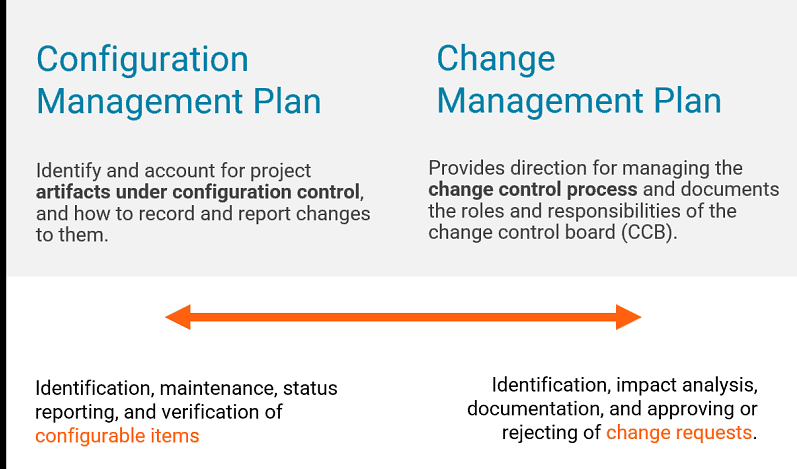 Configuration
Management Plan
Identify and account for project
artifacts under configuration control,
and how to record and report changes
to them.
Change
Management Plan
Provides direction for managing the
change control process and documents
the roles and responsibilities of the
change control board (CCB).
Identification, maintenance, status
reporting, and verification of
configurable items
Identification, impact analysis,
documentation, and approving or
rejecting of change requests.